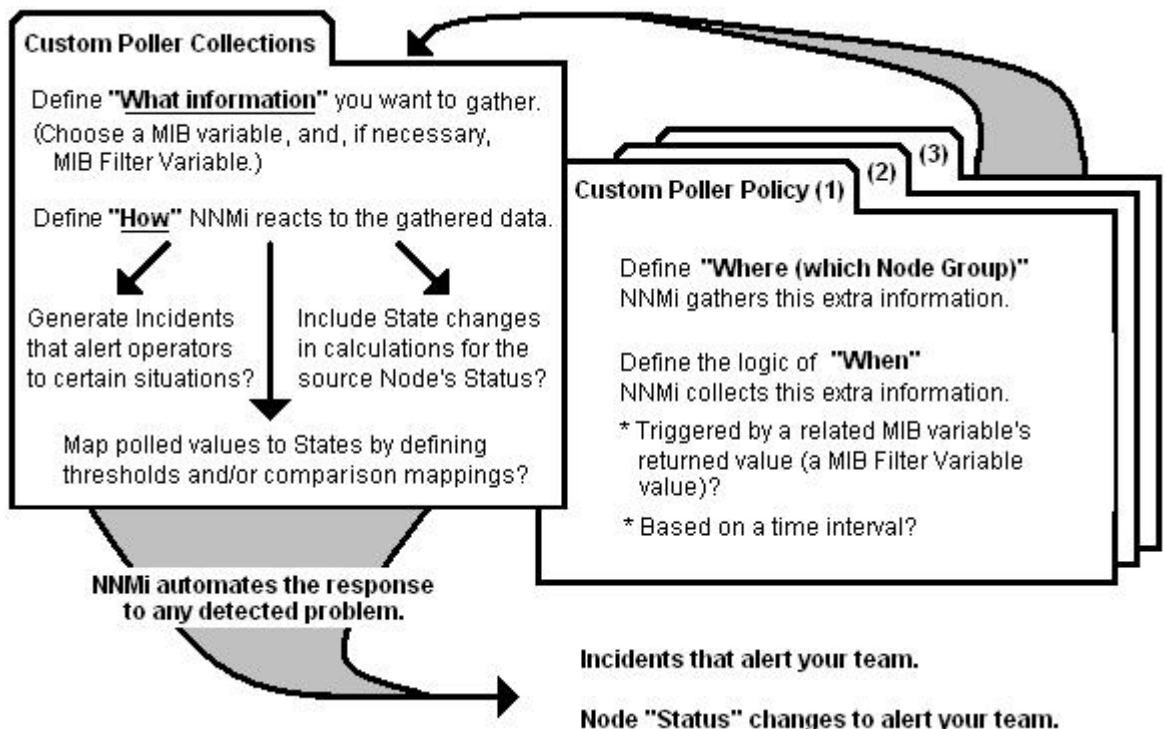 Custom Poller Collections
Define "What information" you want to gather.
(Choose a MIB variable, and, if necessary,
MIB Filter Variable.)
Define "How" NNMi reacts to the gathered data.
Generate Incidents
that alert operators
to certain situations?
Include State changes
in calculations for the
source Node's Status?
Map polled values to States by defining
thresholds and/or comparison mappings?
(3)
(2)
Custom Poller Policy (1)
Define "Where (which Node Group)"
NNMi gathers this extra information.
Define the logic of "When"
NNMi collects this extra information.
* Triggered by a related MIB variable's
returned value (a MIB Filter Variable
value)?
* Based on a time interval?
NNMi automates the response
to any detected problem.
Incidents that alert your team.
Node "Status" changes to alert your team.